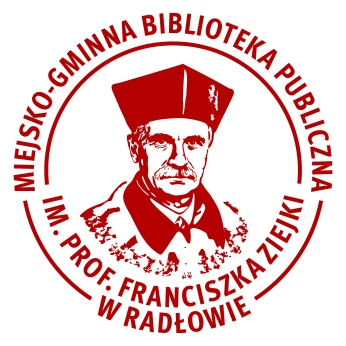 MIEJSKO-GMINNA BIBLIOTEKA PUBLICZNA
IM. PROF. FRANCISZKA ZIEJKI
W RADŁOWIE